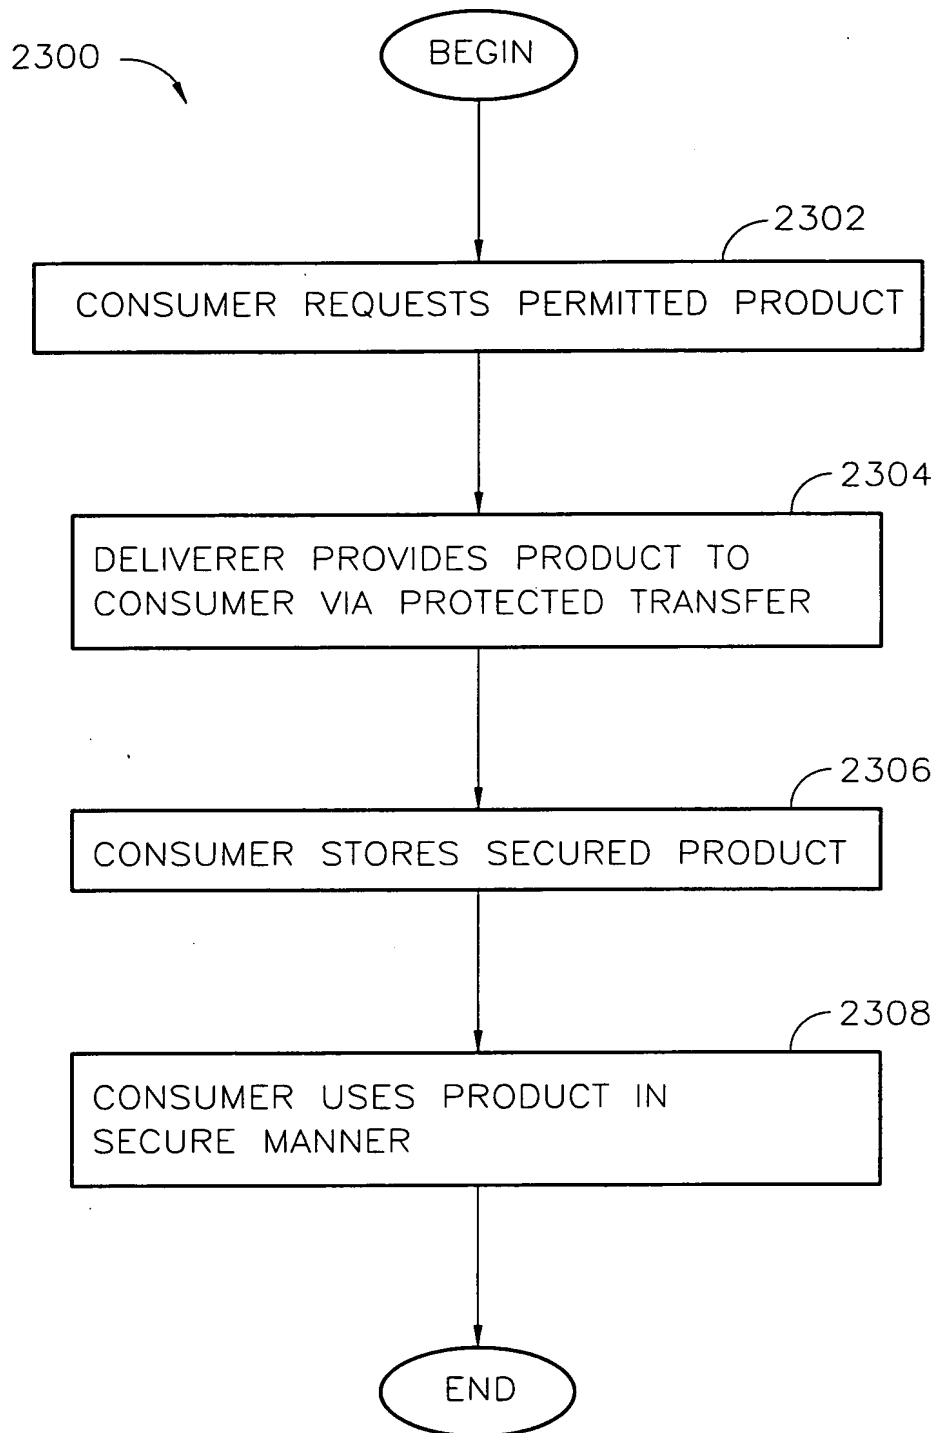 BEGIN
2300
2302
CONSUMER REQUESTS PERMITTED PRODUCT
2304
DELIVERER PROVIDES PRODUCT TO
CONSUMER VIA PROTECTED TRANSFER
2306
CONSUMER STORES SECURED PRODUCT
2308
CONSUMER USES PRODUCT IN
SECURE MANNER
END